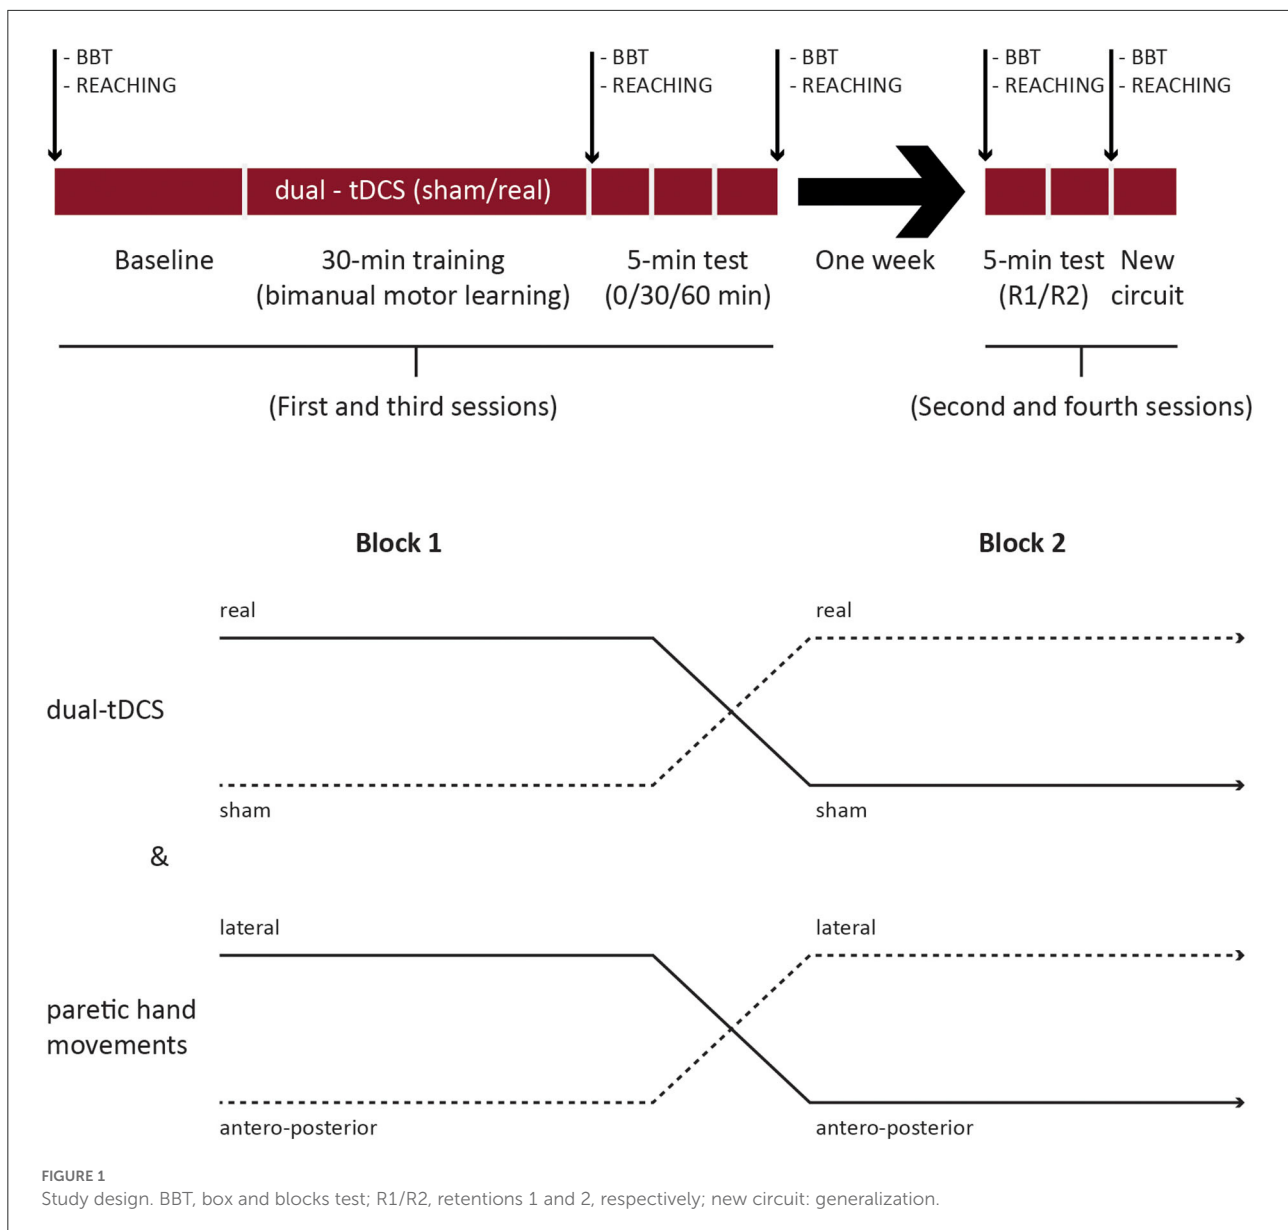 - BBT
- REACHING
- BBT
- REACHING
- BBT
- REACHING
- BBT
- REACHING
- BBT
- REACHING
dual - tDCS (sham/real)
Baseline
30-min training
(bimanual motor learning)
5-min test
(0/30/60 min)
One week
5-min test
(R1/R2)
New
circuit
(First and third sessions)
(Second and fourth sessions)
Block 1
Block 2
real
real
dual-tDCS
sham
sham
&
lateral
lateral
paretic hand
movements
antero-posterior
antero-posterior
FIGURE 1
Study design. BBT, box and blocks test; R1/R2, retentions 1 and 2, respectively; new circuit: generalization.